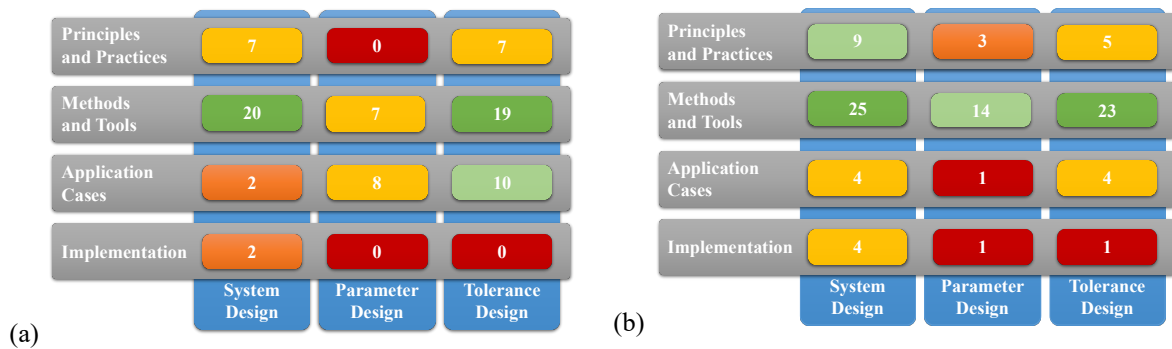 Principles
and Practices
7
0
7
Methods
and Tools
20
7
19
Application
Cases
2
8
10
Implementation
2
0
0
System
Design
Parameter
Design
Tolerance
Design
(a)
Principles
and Practices
9
3
5
Methods
and Tools
25
14
23
Application
Cases
4
1
4
Implementation
4
1
1
System
Design
Parameter
Design
Tolerance
Design
(b)